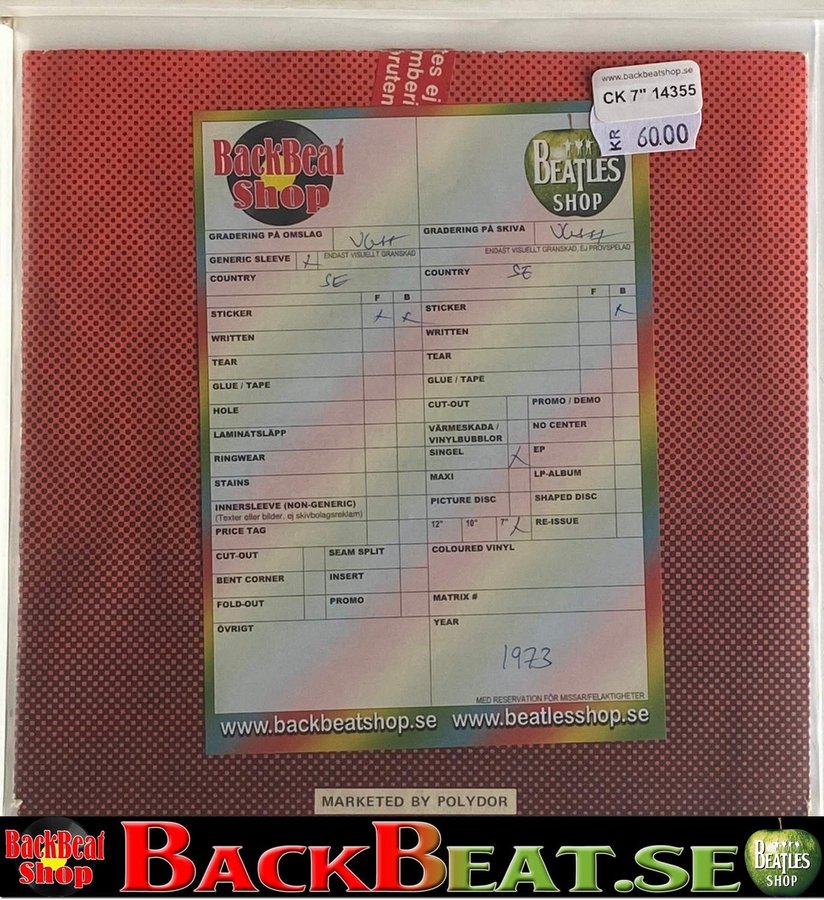 tes ej
mberi
bruten
www.backbeatshop.se
CK 7" 14355
KR 60.00
BackBeat
Shop
BEATLES
SHOP
GRADERING PÅ OMSLAG
GRADERING PÅ SKIVA
ENDAST VISUELLT GRANSKAD
ENDAST VISUELLT GRANSKAD, EJ PROVSPELAD
GENERIC SLEEVE X
COUNTRY SE
COUNTRY SE
F B
F B
STICKER X X
STICKER X
WRITTEN
WRITTEN
TEAR
TEAR
GLUE / TAPE
GLUE / TAPE
HOLE
CUT-OUT
PROMO / DEMO
LAMINATSLÄPP
VÄRMESKADA /
VINYLBUBBLOR
NO CENTER
RINGWEAR
SINGEL X
EP
STAINS
MAXI
LP-ALBUM
INNERSLEEVE (NON-GENERIC)
(Texter eller bilder, ej skivbolagsreklam)
PICTURE DISC
SHAPED DISC
PRICE TAG
12" 10" 7" X
RE-ISSUE
CUT-OUT
SEAM SPLIT
COLOURED VINYL
BENT CORNER
INSERT
FOLD-OUT
PROMO
MATRIX #
ÖVRIGT
YEAR
1973
MED RESERVATION FÖR MISSAR/FELAKTIGHETER
www.backbeatshop.se www.beatlesshop.se
MARKETED BY POLYDOR
BackBeat
Shop
BACKBEAT.SE
BEATLES
SHOP